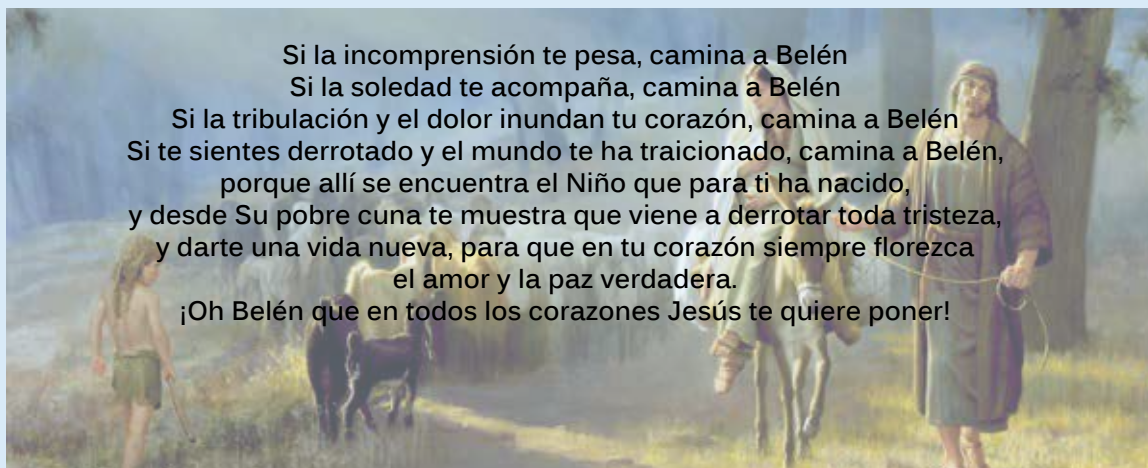 Si la incomprensión te pesa, camina a Belén
Si la soledad te acompaña, camina a Belén
Si la tribulación y el dolor inundan tu corazón, camina a Belén
Si te sientes derrotado y el mundo te ha traicionado, camina a Belén,
porque allí se encuentra el Niño que para ti ha nacido,
y desde Su pobre cuna te muestra que viene a derrotar toda tristeza,
y darte una vida nueva, para que en tu corazón siempre florezca
el amor y la paz verdadera.
¡Oh Belén que en todos los corazones Jesús te quiere poner!